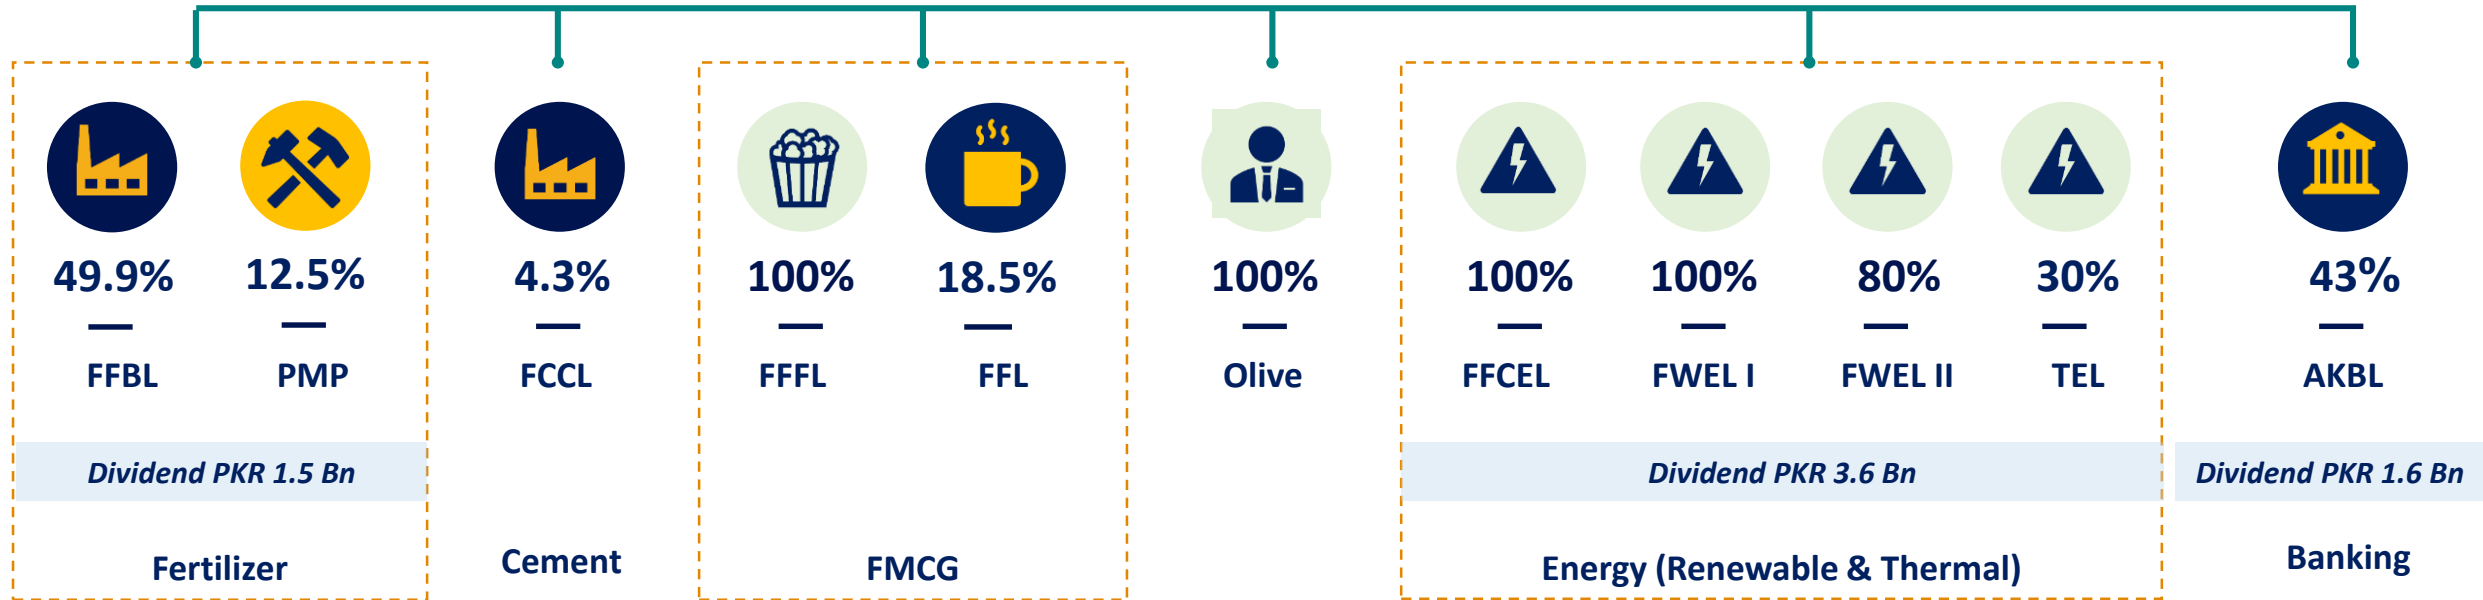 49.9%
FFBL
12.5%
PMP
Dividend PKR 1.5 Bn
Fertilizer
4.3%
FCCL
Cement
100%
FFFL
18.5%
FFL
FMCG
100%
Olive
100%
FFCEL
100%
FWEL I
80%
FWEL II
30%
TEL
Dividend PKR 3.6 Bn
Energy (Renewable & Thermal)
43%
AKBL
Dividend PKR 1.6 Bn
Banking